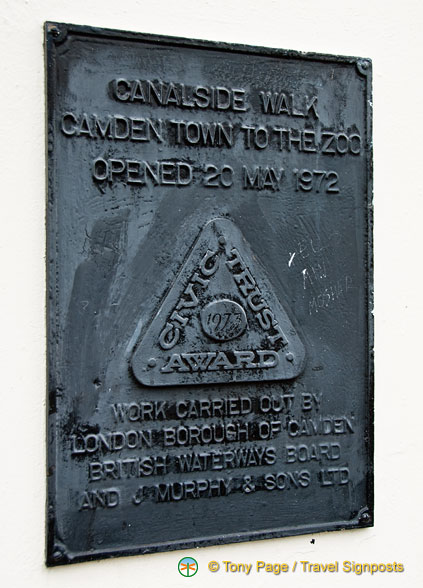 CANALSIDE WALK
CAMDEN TOWN TO THE ZOO
OPENED 20 MAY 1972
CIVIC TRUST
1973
AWARD
WORK CARRIED OUT BY
LONDON BOROUGH OF CAMDEN
BRITISH WATERWAYS BOARD
AND J MURPHY & SONS LTD
© Tony Page / Travel Signposts